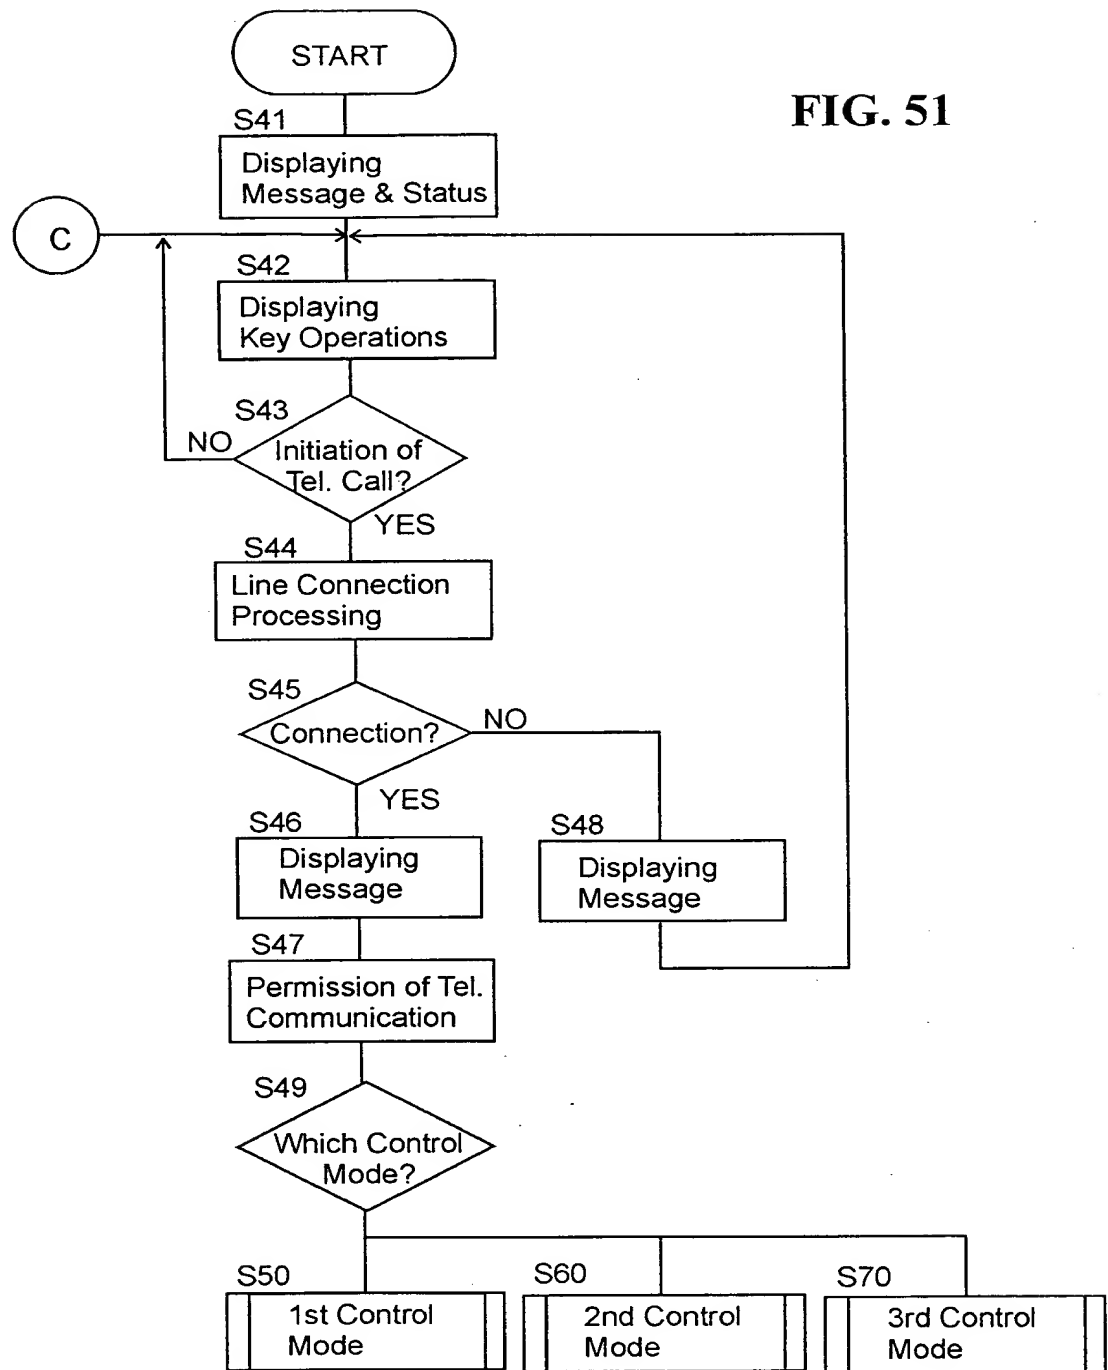 START
FIG. 51
S41
Displaying
Message & Status
C
S42
Displaying
Key Operations
S43
NO
Initiation of
Tel. Call?
YES
S44
Line Connection
Processing
S45
Connection?
NO
YES
S46
Displaying
Message
S48
Displaying
Message
S47
Permission of Tel.
Communication
S49
Which Control
Mode?
S50
1st Control
Mode
S60
2nd Control
Mode
S70
3rd Control
Mode